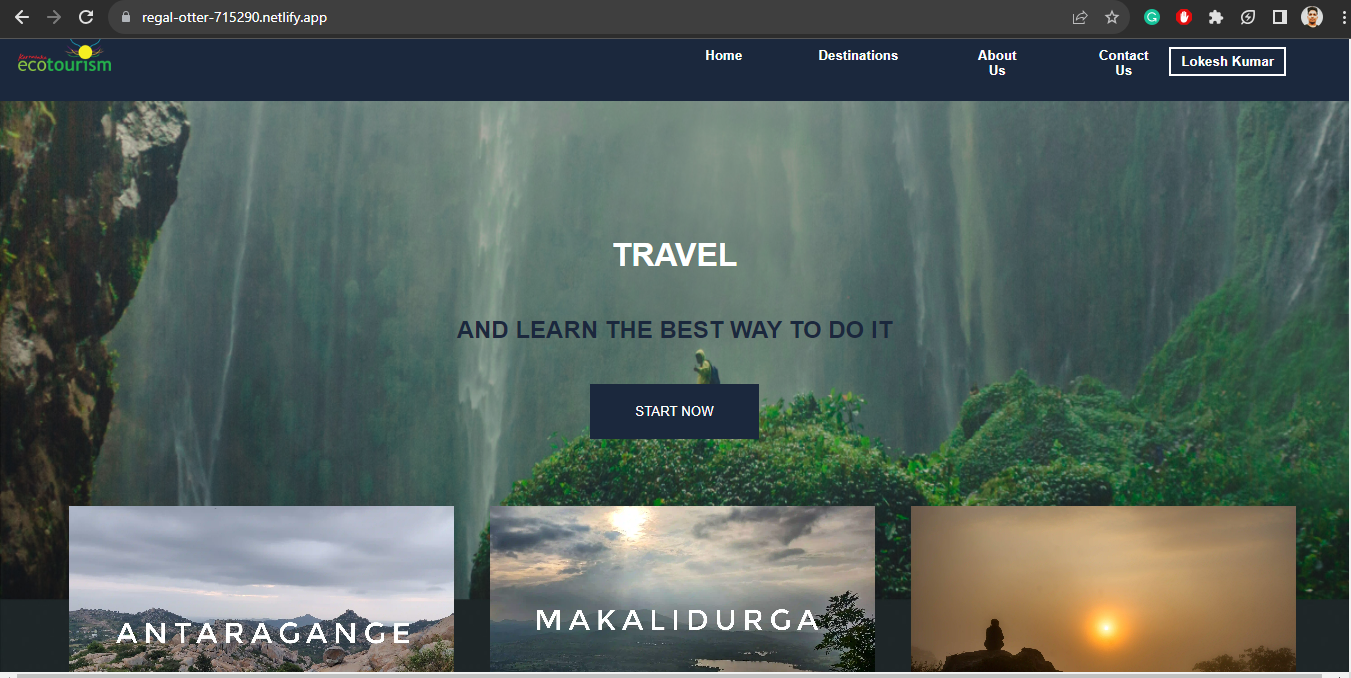 regal-otter-715290.netlify.app
ecotourism
Home
Destinations
About
Us
Contact
Us
Lokesh Kumar
TRAVEL
AND LEARN THE BEST WAY TO DO IT
START NOW
ANTARAGANGE
MAKALIDURGA